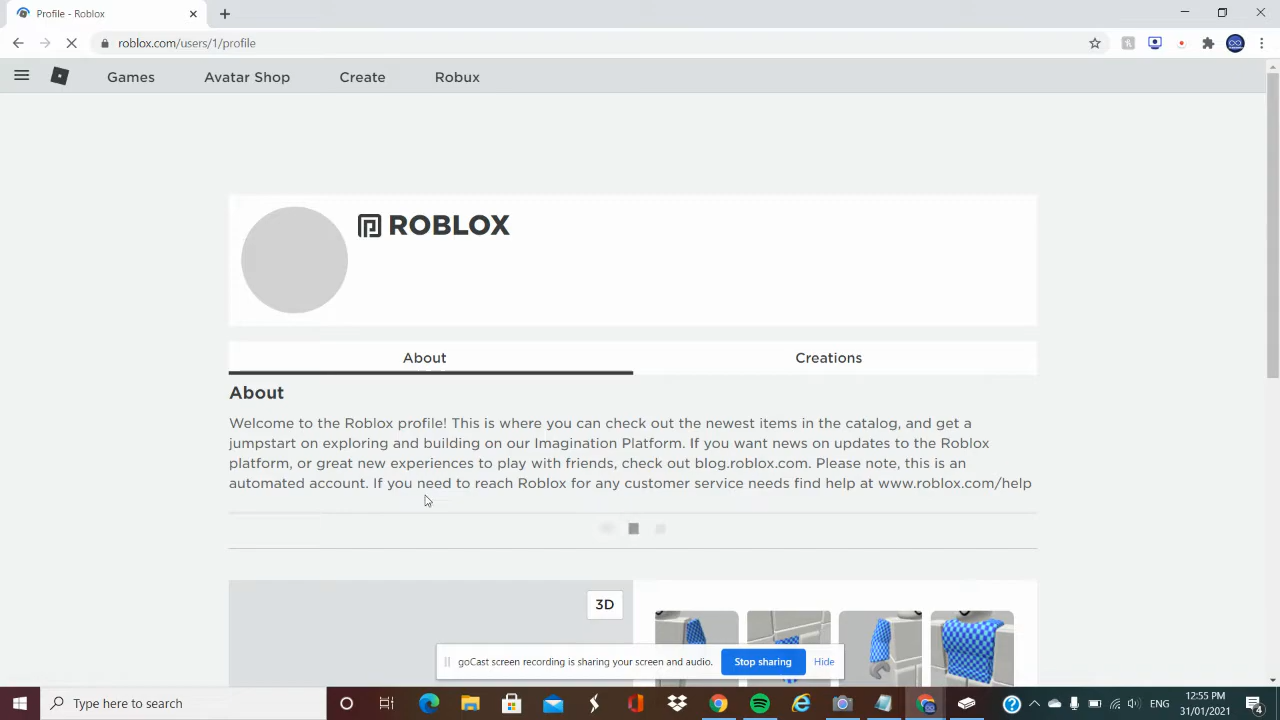 Profile - Roblox
roblox.com/users/1/profile
Games Avatar Shop Create Robux
ROBLOX
About Creations
About
Welcome to the Roblox profile! This is where you can check out the newest items in the catalog, and get a
jumpstart on exploring and building on our Imagination Platform. If you want news on updates to the Roblox
platform, or great new experiences to play with friends, check out blog.roblox.com. Please note, this is an
automated account. If you need to reach Roblox for any customer service needs find help at www.roblox.com/help
3D
goCast screen recording is sharing your screen and audio. Stop sharing Hide
Type here to search
ENG
12:55 PM
31/01/2021
4